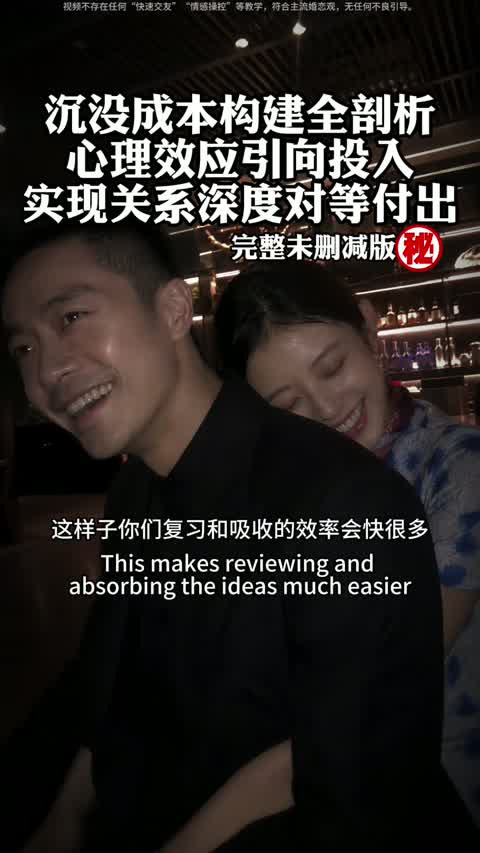 视频不存在任何“快速交友”“情感操控”等教学，符合主流婚恋观，无任何不良引导。
沉没成本构建全剖析
心理效应引向投入
实现关系深度对等付出
完整未删减版 秘
这样子你们复习和吸收的效率会快很多
This makes reviewing and
absorbing the ideas much easier